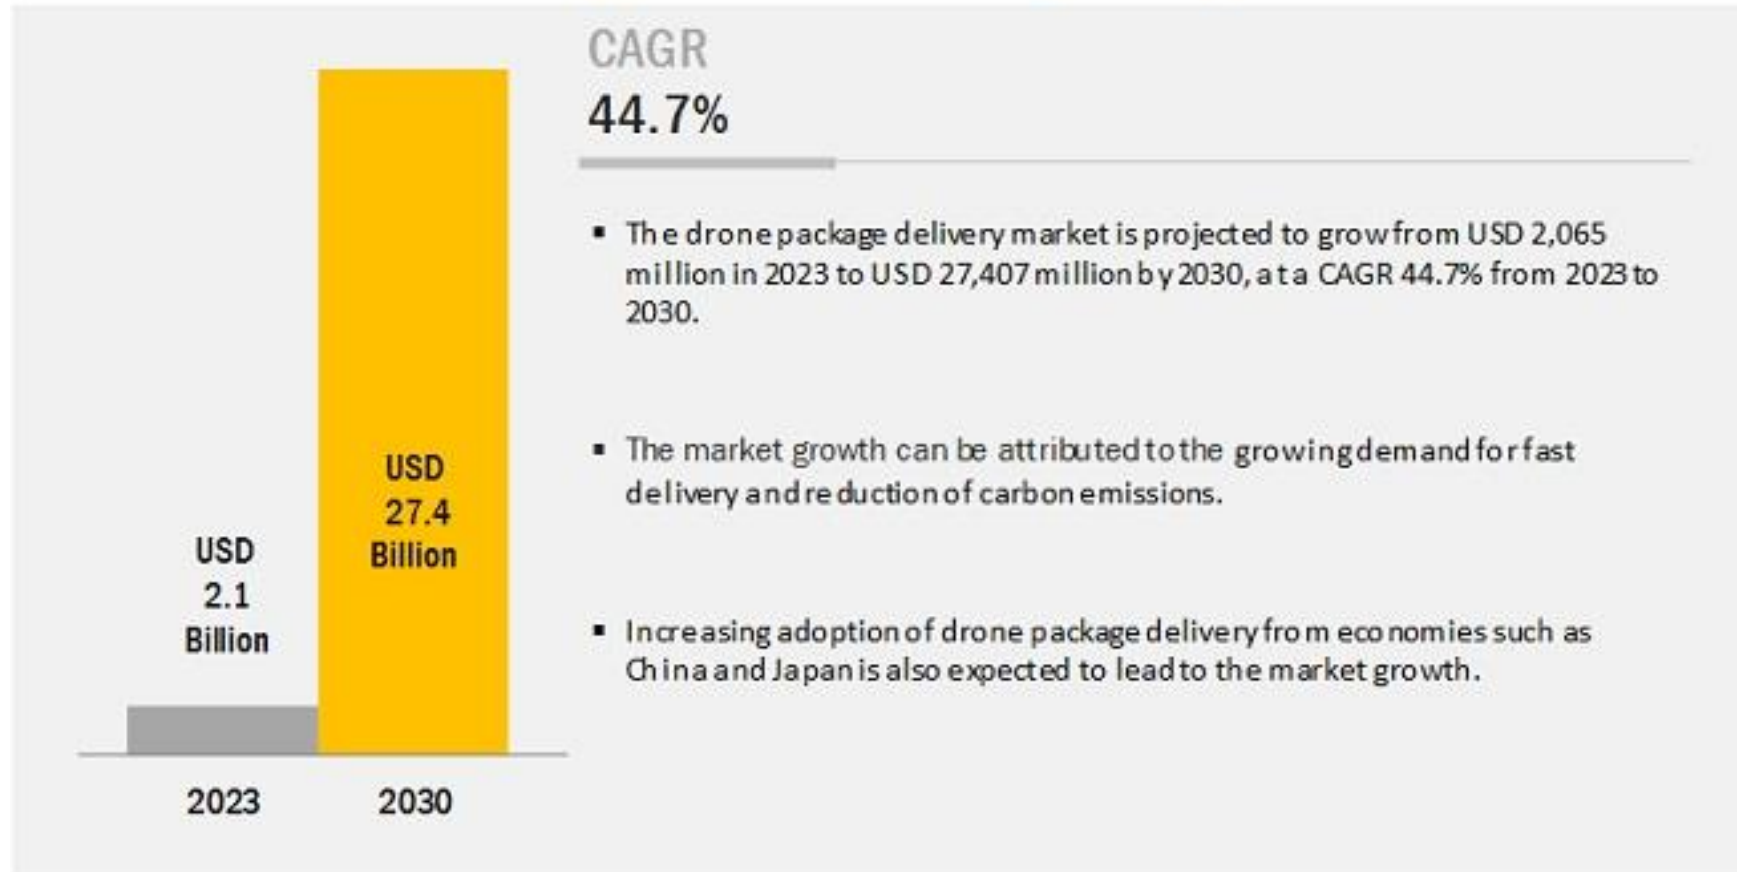 CAGR
44.7%
▪ The drone package delivery market is projected to grow from USD 2,065
million in 2023 to USD 27,407 million by 2030, at a CAGR 44.7% from 2023 to
2030.
▪ The market growth can be attributed to the growing demand for fast
delivery and reduction of carbon emissions.
▪ Increasing adoption of drone package delivery from economies such as
China and Japan is also expected to lead to the market growth.
USD
27.4
Billion
USD
2.1
Billion
2023
2030